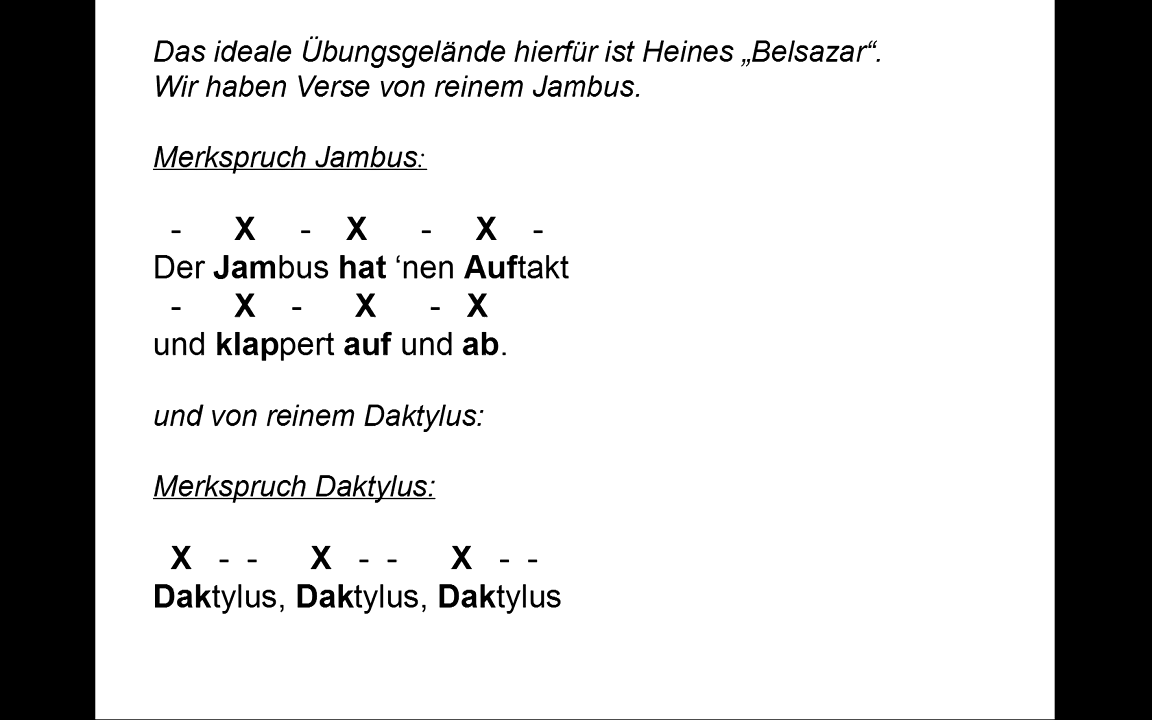 Das ideale Übungsgelände hierfür ist Heines „Belsazar“.
Wir haben Verse von reinem Jambus.
Merkspruch Jambus:
- X - X - X -
Der Jambus hat ‘nen Auftakt
- X - X - X
und klappert auf und ab.
und von reinem Daktylus:
Merkspruch Daktylus:
X - - X - - X - -
Daktylus, Daktylus, Daktylus